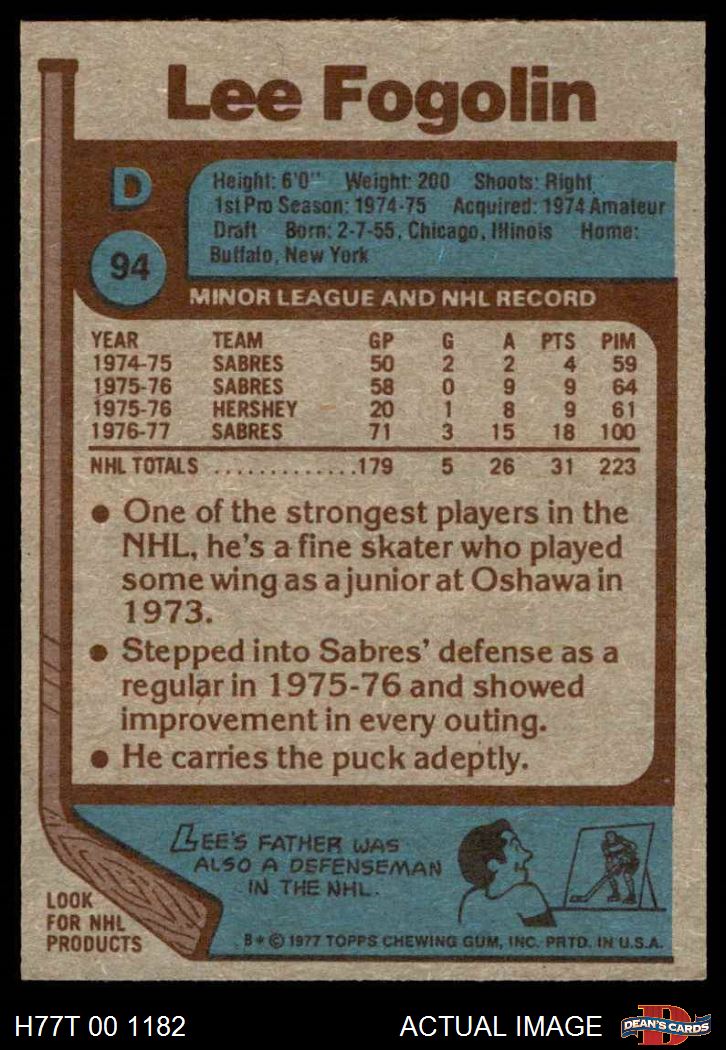 Lee Fogolin
D
94
Height: 6'0" Weight: 200 Shoots: Right
1st Pro Season: 1974-75 Acquired: 1974 Amateur
Draft Born: 2-7-55, Chicago, Illinois Home:
Buffalo, New York
MINOR LEAGUE AND NHL RECORD
YEAR TEAM GP G A PTS PIM
1974-75 SABRES 50 2 2 4 59
1975-76 SABRES 58 0 9 9 64
1975-76 HERSHEY 20 1 8 9 61
1976-77 SABRES 71 3 15 18 100
NHL TOTALS .............179 5 26 31 223
• One of the strongest players in the
NHL, he's a fine skater who played
some wing as a junior at Oshawa in
1973.
• Stepped into Sabres' defense as a
regular in 1975-76 and showed
improvement in every outing.
• He carries the puck adeptly.
LEE'S FATHER WAS
ALSO A DEFENSEMAN
IN THE NHL.
LOOK
FOR NHL
PRODUCTS
B* © 1977 TOPPS CHEWING GUM, INC. PRTD. IN U.S.A.
H77T 00 1182 ACTUAL IMAGE
D
DEAN'S CARDS